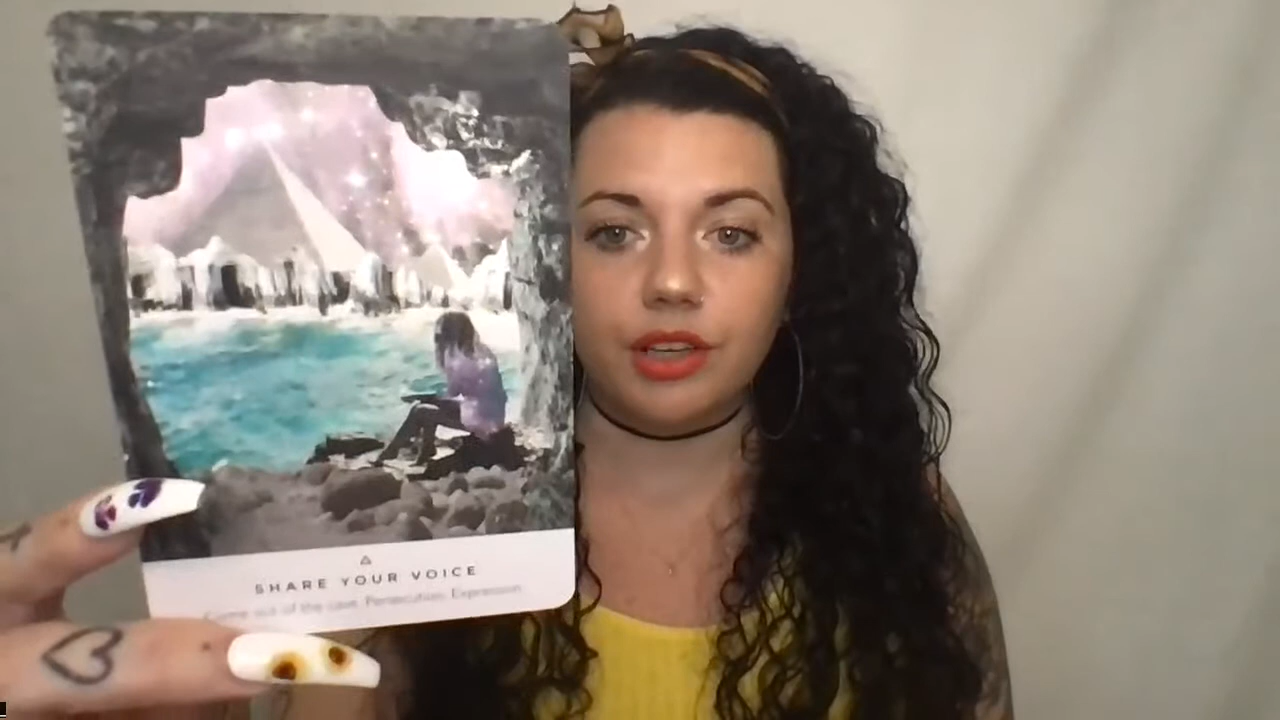 SHARE YOUR VOICE
Come out of the cave. Persecution. Expression.